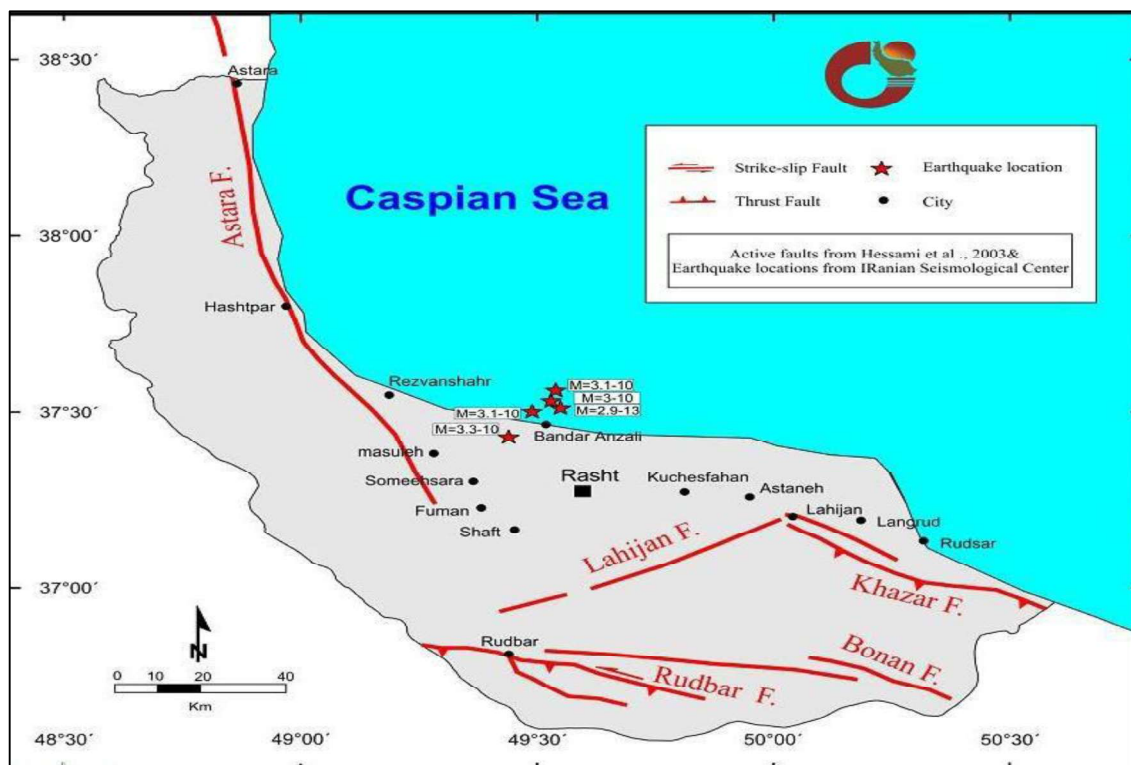 38°30´
38°00´
37°30´
37°00´
48°30´
49°00´
49°30´
50°00´
50°30´
Astara
Astara F.
Caspian Sea
Strike-slip Fault
Earthquake location
Thrust Fault
City
Active faults from Hessami et al ., 2003&
Earthquake locations from IRanian Seismological Center
Hashtpar
Rezvanshahr
M=3.1-10
M=3-10
M=2.9-13
M=3.1-10
M=3.3-10
Bandar Anzali
masuleh
Someehsara
Fuman
Shaft
Rasht
Kuchesfahan
Astaneh
Lahijan
Langrud
Rudsar
Lahijan F.
Khazar F.
Rudbar
Rudbar F.
Bonan F.
N
0 10 20 40
Km